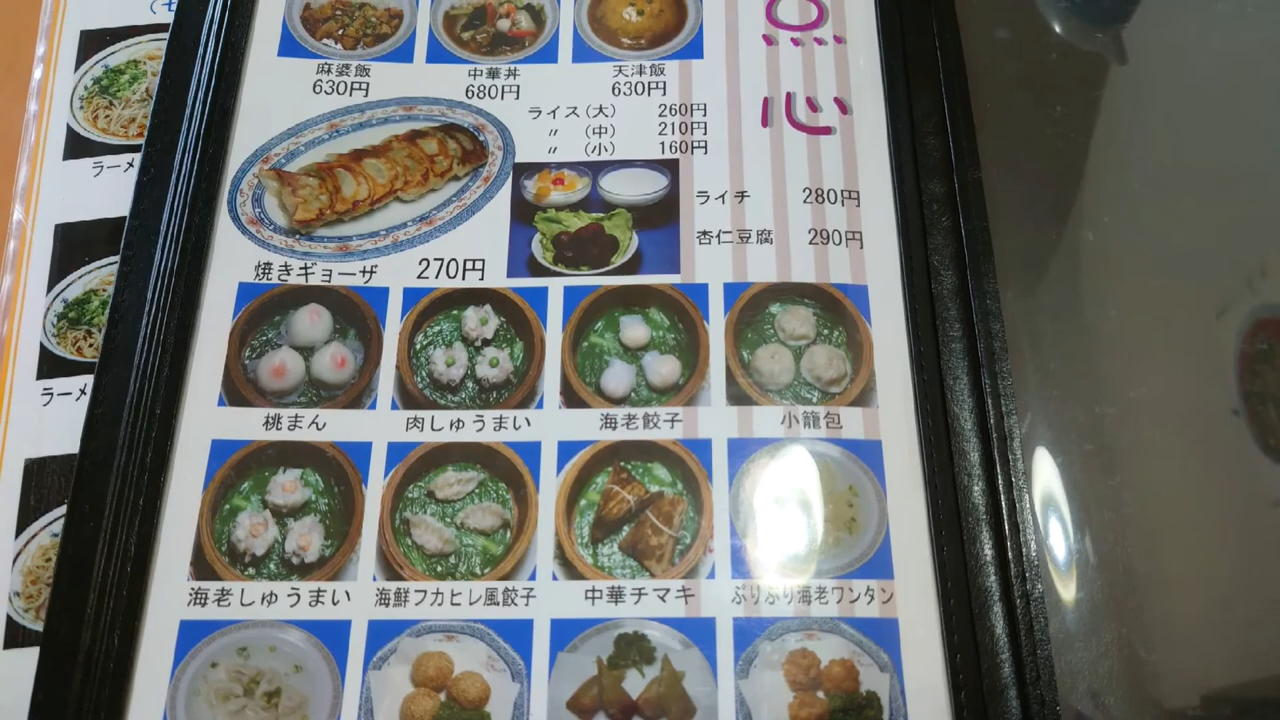 点心
麻婆飯
630円
中華丼
680円
天津飯
630円
ライス(大) 260円
〃 (中) 210円
〃 (小) 160円
ライチ 280円
杏仁豆腐 290円
焼きギョーザ 270円
桃まん
肉しゅうまい
海老餃子
小籠包
海老しゅうまい
海鮮フカヒレ風餃子
中華チマキ
ぷりぷり海老ワンタン
ラーメ
ラーメ